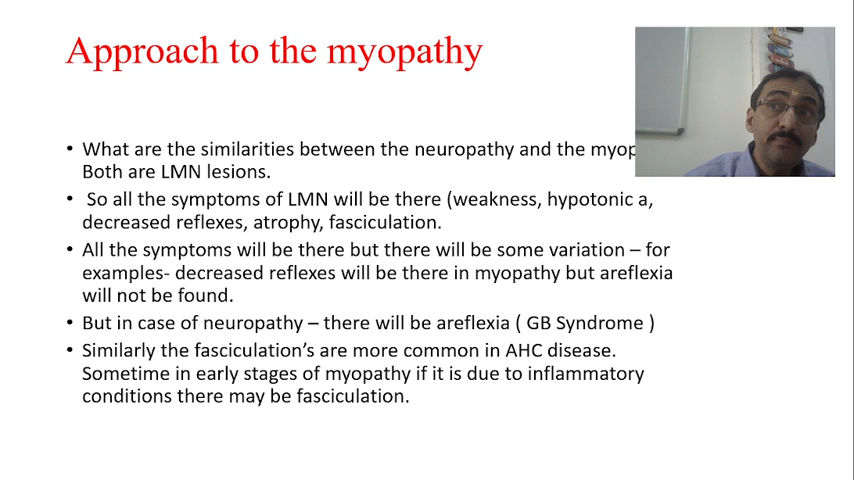 Approach to the myopathy
• What are the similarities between the neuropathy and the
Both are LMN lesions.
• So all the symptoms of LMN will be there (weakness, hypotonic a,
decreased reflexes, atrophy, fasciculation.
• All the symptoms will be there but there will be some variation – for
examples- decreased reflexes will be there in myopathy but areflexia
will not be found.
• But in case of neuropathy – there will be areflexia ( GB Syndrome )
• Similarly the fasciculation’s are more common in AHC disease.
Sometime in early stages of myopathy if it is due to inflammatory
conditions there may be fasciculation.